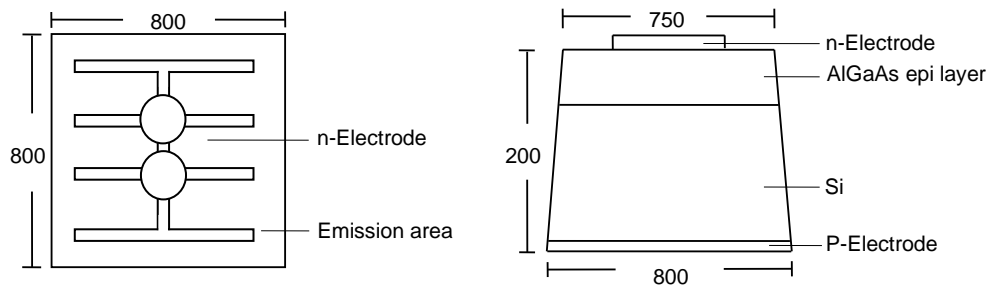 800
800
n-Electrode
Emission area
750
n-Electrode
AlGaAs epi layer
200
Si
P-Electrode
800